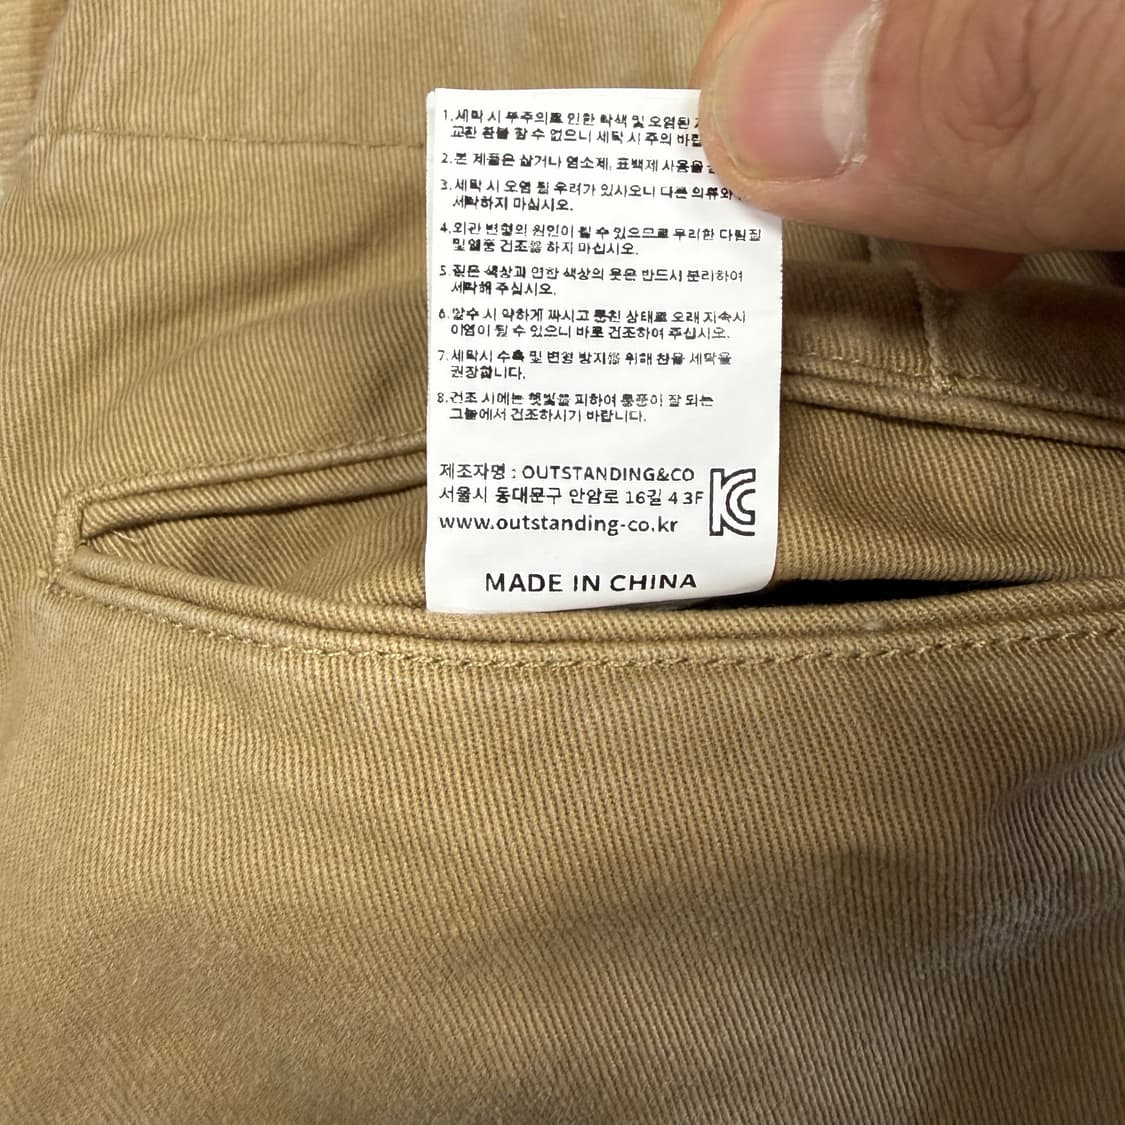 1.세탁 시 부주의로 인한 탈색 및 오염된
교환 환불 할 수 없으니 세탁 시 주의 바랍
2.본 제품은 삶거나 염소제, 표백제 사용을
3.세탁 시 오염 될 우려가 있사오니 다른 의류와
세탁하지 마십시오.
4.외관 변형의 원인이 될 수 있으므로 무리한 다림질
및 열풍 건조를 하지 마십시오.
5.짙은 색상과 연한 색상의 옷은 반드시 분리하여
세탁해 주십시오.
6.탈수 시 약하게 짜시고 뭉친 상태로 오래 지속시
이염이 될 수 있으니 바로 건조하여 주십시오.
7.세탁시 수축 및 변형 방지를 위해 찬물 세탁을
권장합니다.
8.건조 시에는 햇빛을 피하여 통풍이 잘 되는
그늘에서 건조하시기 바랍니다.
제조자명 : OUTSTANDING&CO
서울시 동대문구 안암로 16길 4 3F
www.outstanding-co.kr
MADE IN CHINA